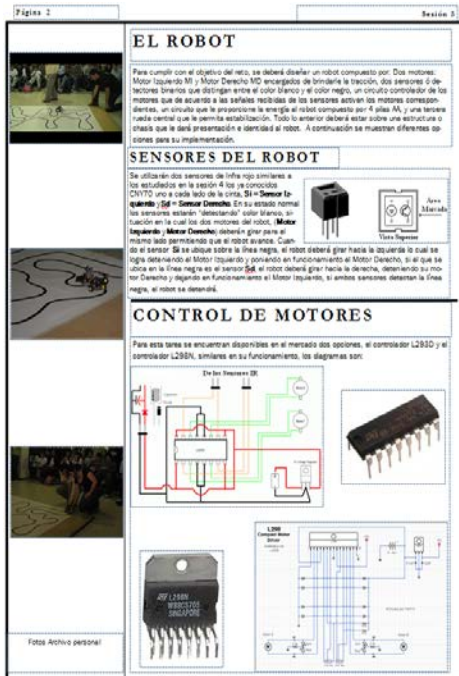 Página 2
Sesión 5
EL ROBOT
Para cumplir con el objetivo del reto, se deberá diseñar un robot compuesto por: Dos motores:
Motor Izquierdo MI y Motor Derecho MD encargados de brindarle la tracción, dos sensores ó de-
tectores binarios que distingan entre el color blanco y el color negro, un circuito controlador de los
motores que de acuerdo a las señales recibidas de los sensores activan los motores correspon-
dientes, un circuito que le proporcione la energía al robot compuesto por 4 pilas AA, y una tercera
rueda central que le permita estabilización. Todo lo anterior deberá estar sobre una estructura o
chasis que le dará presentación e identidad al robot. A continuación se muestran diferentes op-
ciones para su implementación.
SENSORES DEL ROBOT
Se utilizarán dos sensores de Infra rojo similares a
los estudiados en la sesión 4 los ya conocidos
CNY70 uno a cada lado de la cinta, Si = Sensor Iz-
quierdo y Sd = Sensor Derecho. En su estado normal
los sensores estarán "detectando" color blanco, si-
tuación en la cual los dos motores del robot, (Motor
Izquierdo y Motor Derecho) deberán girar para el
mismo lado permitiendo que el robot avance. Cuan-
do el sensor Si se ubique sobre la línea negra, el robot deberá girar hacia la izquierda lo cual se
logra deteniendo el Motor Izquierdo y poniendo en funcionamiento el Motor Derecho, si el que se
ubica en la línea negra es el sensor Sd, el robot deberá girar hacia la derecha, deteniendo su mo-
tor Derecho y dejando en funcionamiento el Motor Izquierdo, si ambos sensores detectan la línea
negra, el robot se detendrá.
Área
Marcada
Vista Superior
CONTROL DE MOTORES
Para esta tarea se encuentran disponibles en el mercado dos opciones, el controlador L293D y el
controlador L298N, similares en su funcionamiento, los diagramas son:
De los Sensores IR
L298N
SINGAPORE
L298
Compact Motor
Driver
Fotos Archivo personal